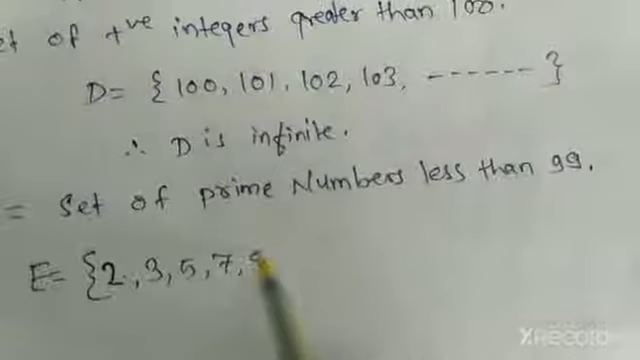 of +ve integers greater than 100.
D = { 100, 101, 102, 103, ------ }
∴ D is infinite.
= Set of prime Numbers less than 99.
E = { 2, 3, 5, 7,
XRecorder